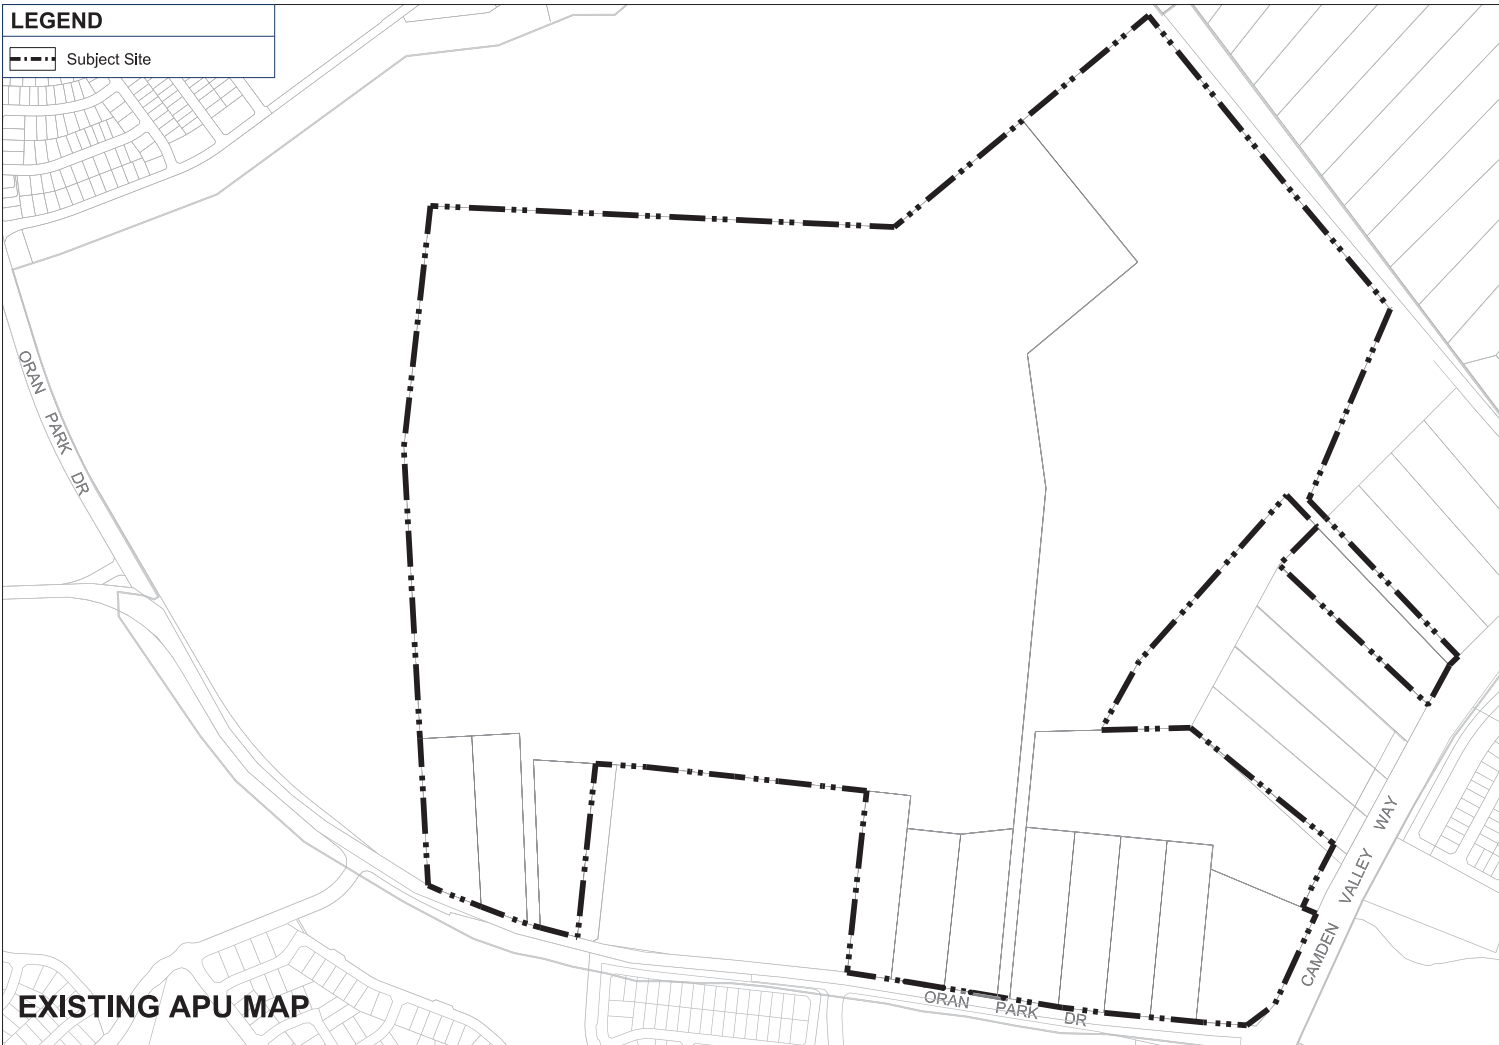 LEGEND
Subject Site
ORAN PARK DR
CAMDEN VALLEY WAY
ORAN PARK DR
EXISTING APU MAP